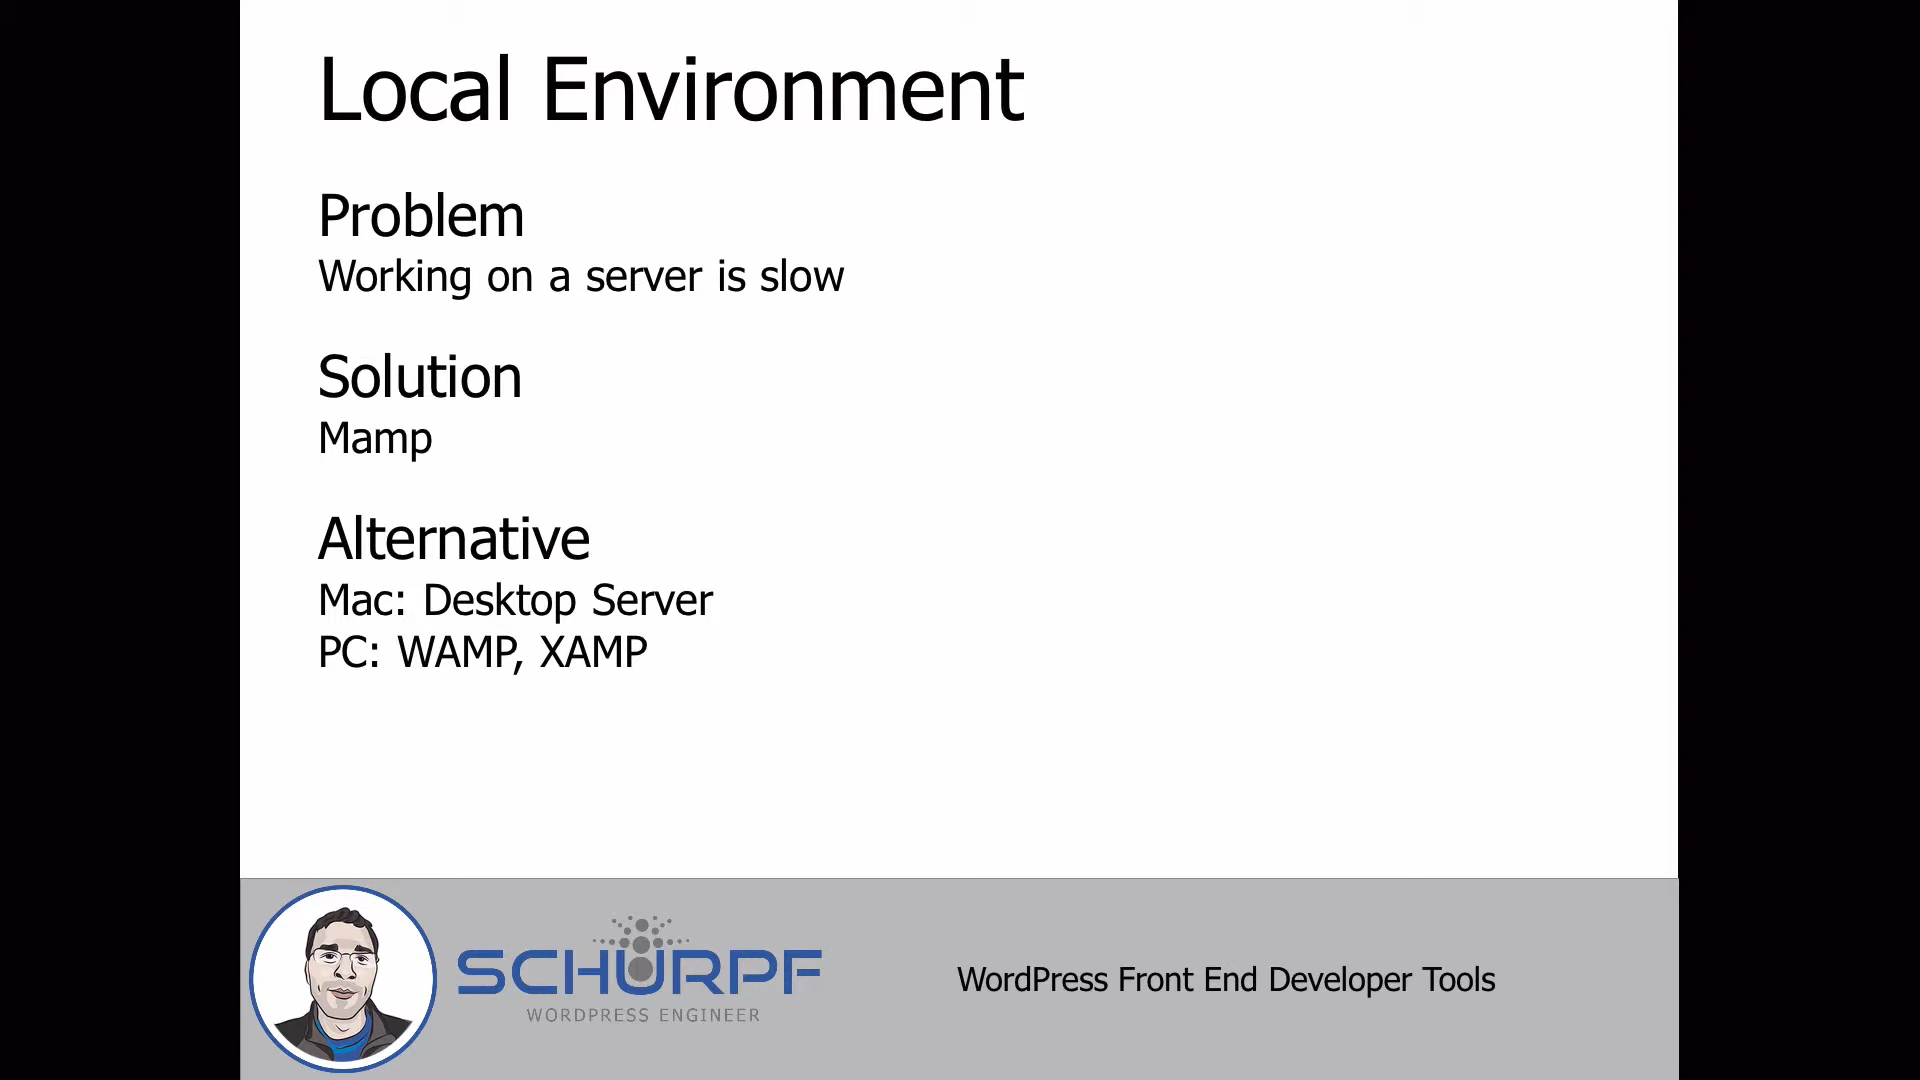 Local Environment
Problem
Working on a server is slow
Solution
Mamp
Alternative
Mac: Desktop Server
PC: WAMP, XAMP
SCHURPF
WORDPRESS ENGINEER
WordPress Front End Developer Tools